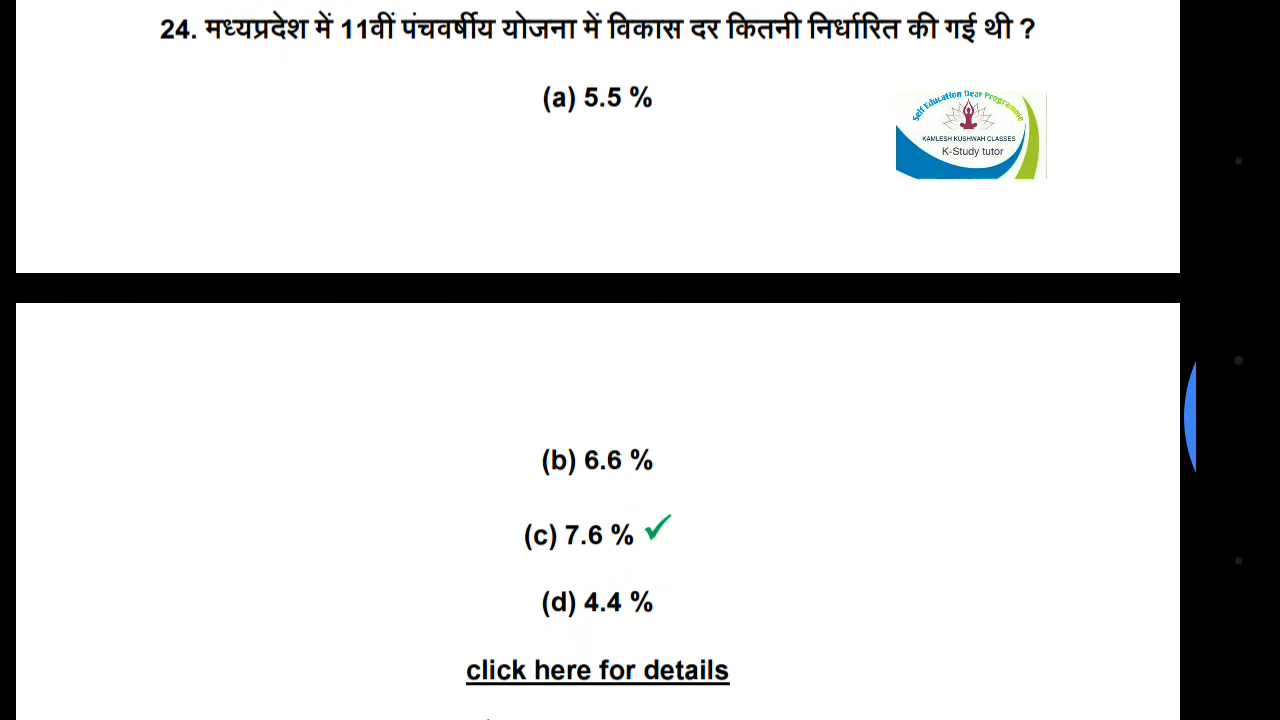 24. मध्यप्रदेश में 11वीं पंचवर्षीय योजना में विकास दर कितनी निर्धारित की गई थी ?
(a) 5.5 %
Self Education Dear Programme
KAMLESH KUSHWAH CLASSES
K-Study tutor
(b) 6.6 %
(c) 7.6 %
(d) 4.4 %
click here for details